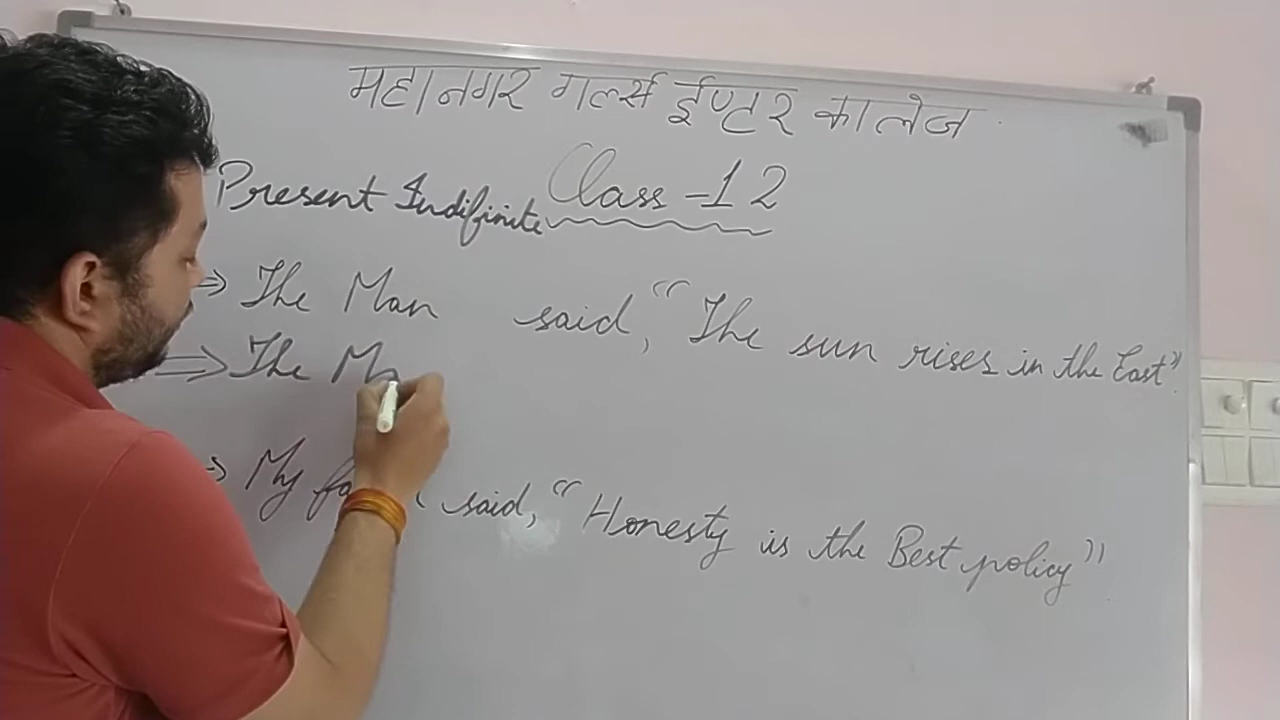 महानगर गर्ल्स ईण्टर कालेज
Class - 12
Present Indifinite
⇒ The Man said, “The sun rises in the East”.
⇒ The M
⇒ My said, “Honesty is the Best policy”